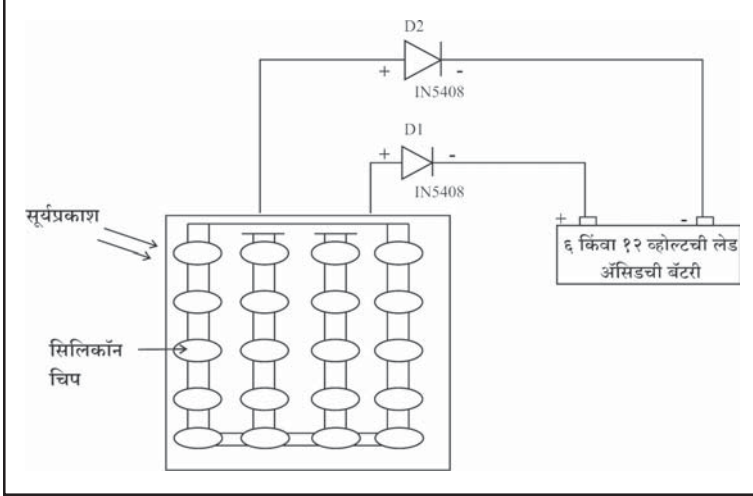 D2
+ -
IN5408
D1
+ -
IN5408
सूर्यप्रकाश
+ -
६ किंवा १२ व्होल्टची लेड
ॲसिडची बॅटरी
सिलिकॉन
चिप